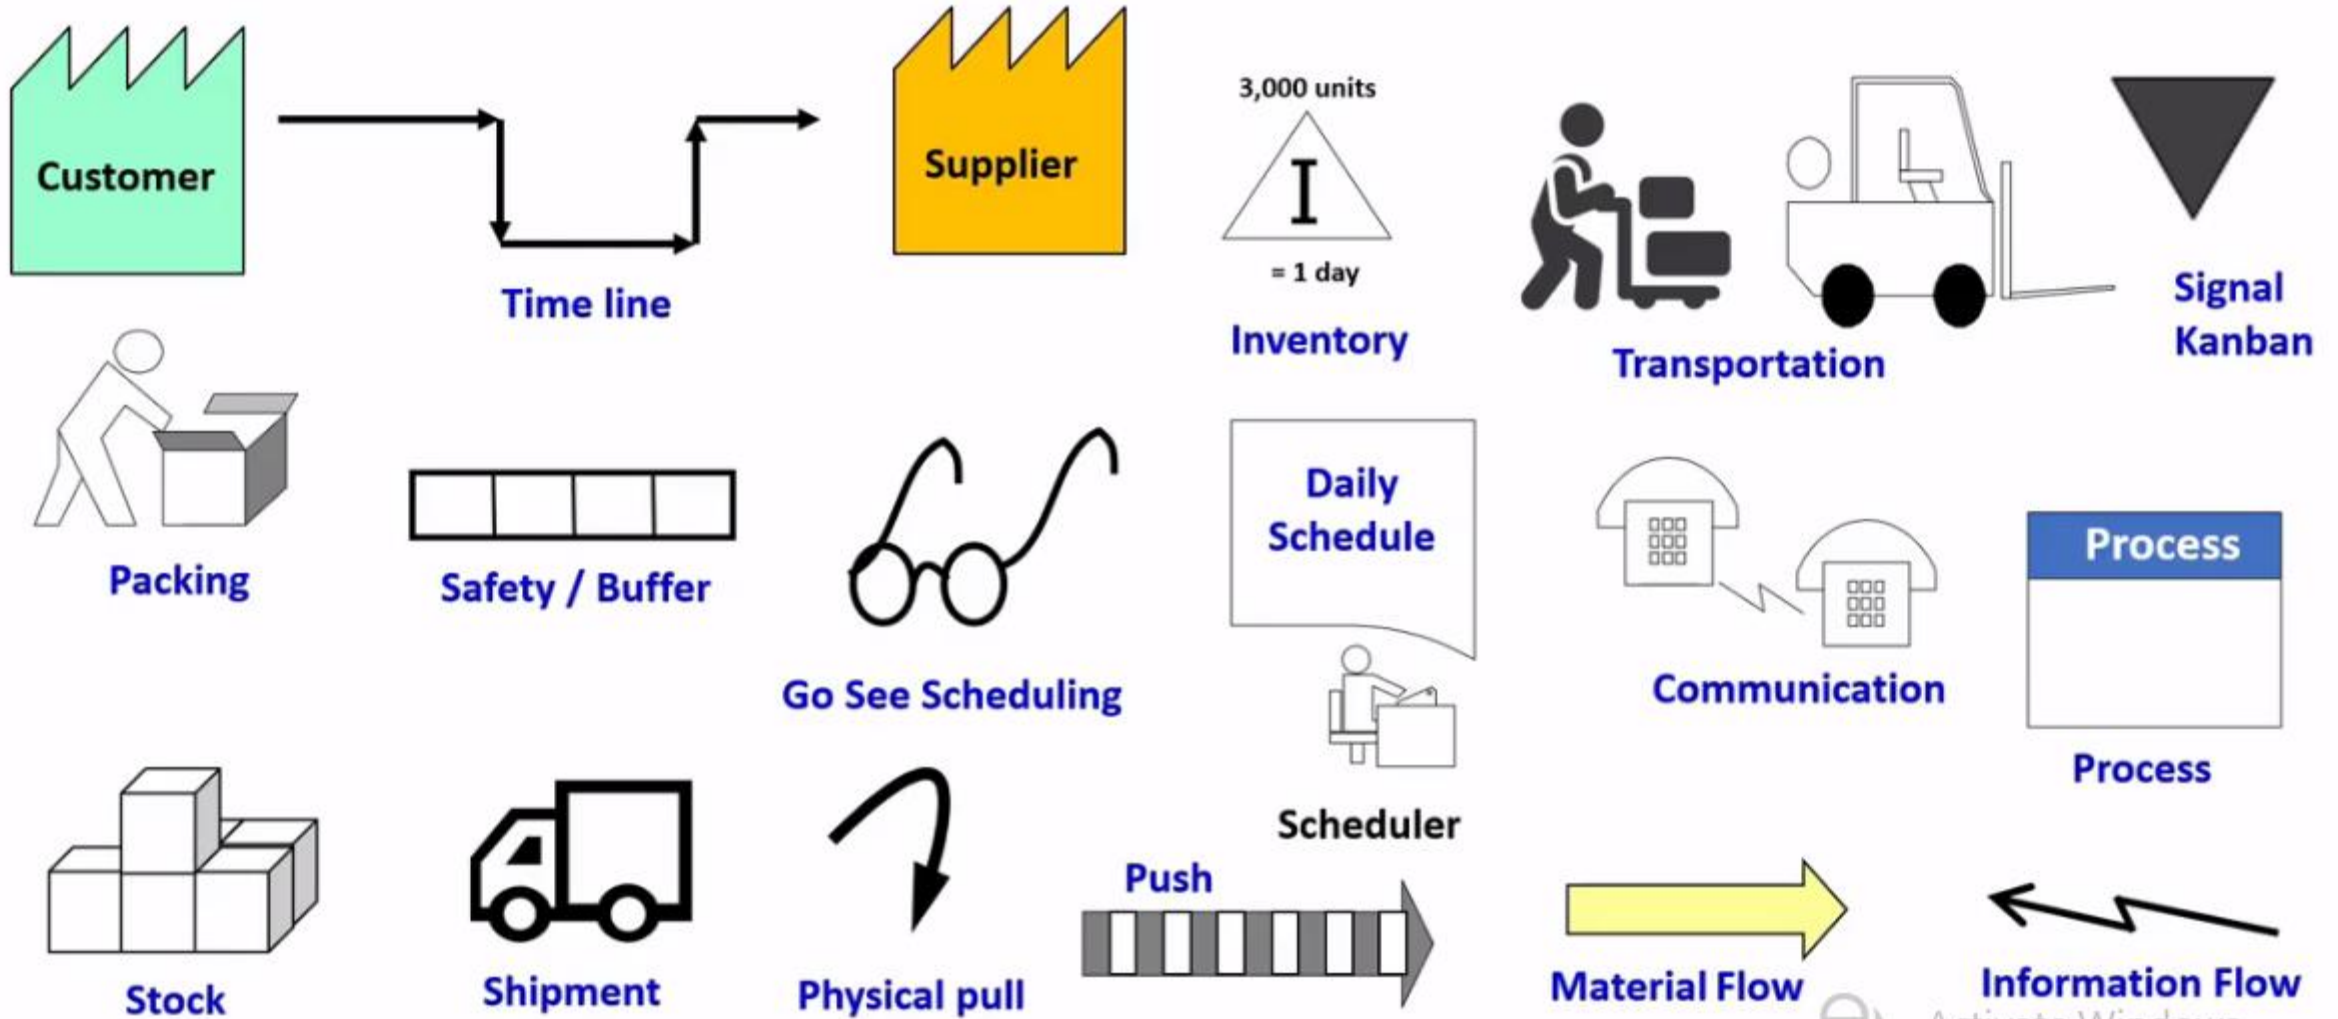 Customer
Time line
Supplier
3,000 units
I
= 1 day
Inventory
Transportation
Signal
Kanban
Packing
Safety / Buffer
Go See Scheduling
Daily
Schedule
Scheduler
Communication
Process
Process
Stock
Shipment
Physical pull
Push
Material Flow
Information Flow